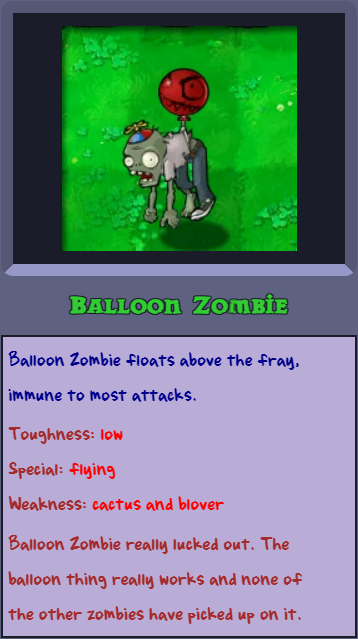 Balloon Zombie
Balloon Zombie floats above the fray,
immune to most attacks.
Toughness: low
Special: flying
Weakness: cactus and blover
Balloon Zombie really lucked out. The
balloon thing really works and none of
the other zombies have picked up on it.